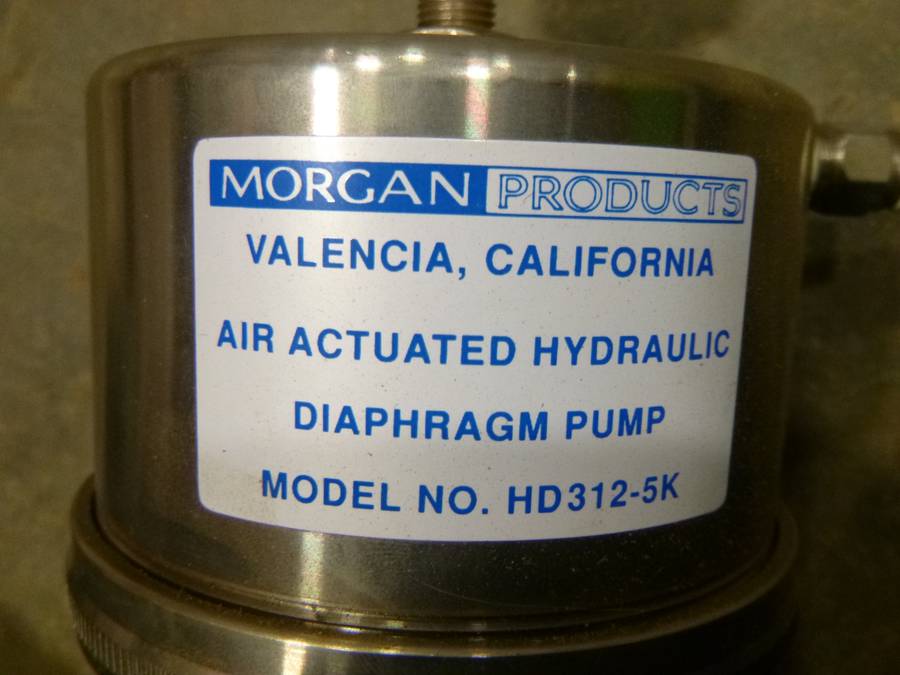 MORGAN PRODUCTS
VALENCIA, CALIFORNIA
AIR ACTUATED HYDRAULIC
DIAPHRAGM PUMP
MODEL NO. HD312-5K